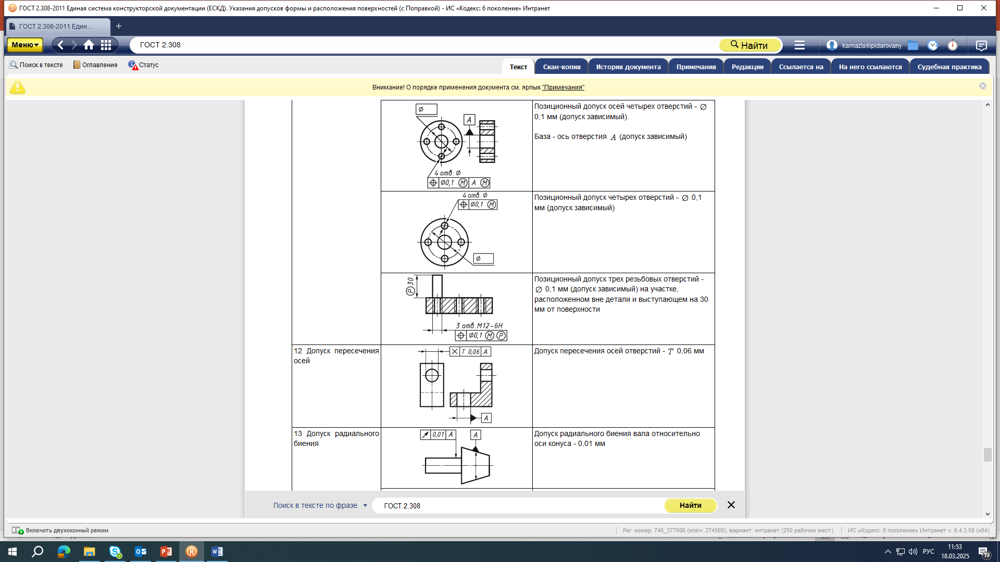 ГОСТ 2.308-2011 Единая система конструкторской документации (ЕСКД). Указания допусков формы и расположения поверхностей (с Поправкой) - ИС «Кодекс: 6 поколение» Интранет
ГОСТ 2.308-2011 Един...
Меню
ГОСТ 2.308
Найти
kamaz\skipidarovany
Поиск в тексте
Оглавление
Статус
Текст
Скан-копия
История документа
Примечания
Редакции
Ссылается на
На него ссылаются
Судебная практика
Внимание! О порядке применения документа см. ярлык "Примечания"
Ø
A
4 отв. Ø
Ø0,1 M A M
Позиционный допуск осей четырех отверстий - Ø
0,1 мм (допуск зависимый).
База - ось отверстия A (допуск зависимый)
4 отв. Ø
Ø0,1 M
Ø
Позиционный допуск четырех отверстий - Ø 0,1
мм (допуск зависимый)
P 30
3 отв. М12-6Н
Ø0,1 M P
Позиционный допуск трех резьбовых отверстий -
Ø 0,1 мм (допуск зависимый) на участке,
расположенном вне детали и выступающем на 30
мм от поверхности
12 Допуск пересечения
осей
T 0,06 A
A
Допуск пересечения осей отверстий - T 0,06 мм
13 Допуск радиального
биения
0,01 A
A
Допуск радиального биения вала относительно
оси конуса - 0,01 мм
Поиск в тексте по фразе
ГОСТ 2.308
Найти
Включить двухоконный режим
Рег. номер: 746_377006 (ключ: 274569), вариант: интранет (250 рабочих мест)
ИС «Кодекс: 6 поколение» Интранет v. 6.4.3.59 (x64)
РУС
11:53
18.03.2025
19